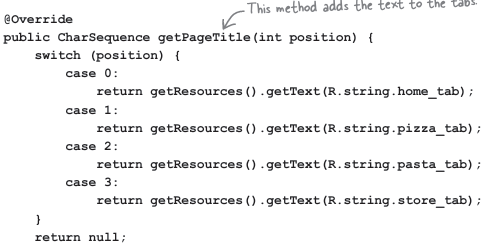 This method adds the text to the tabs.
@Override
public CharSequence getPageTitle(int position) {
    switch (position) {
        case 0:
            return getResources().getText(R.string.home_tab);
        case 1:
            return getResources().getText(R.string.pizza_tab);
        case 2:
            return getResources().getText(R.string.pasta_tab);
        case 3:
            return getResources().getText(R.string.store_tab);
    }
    return null;